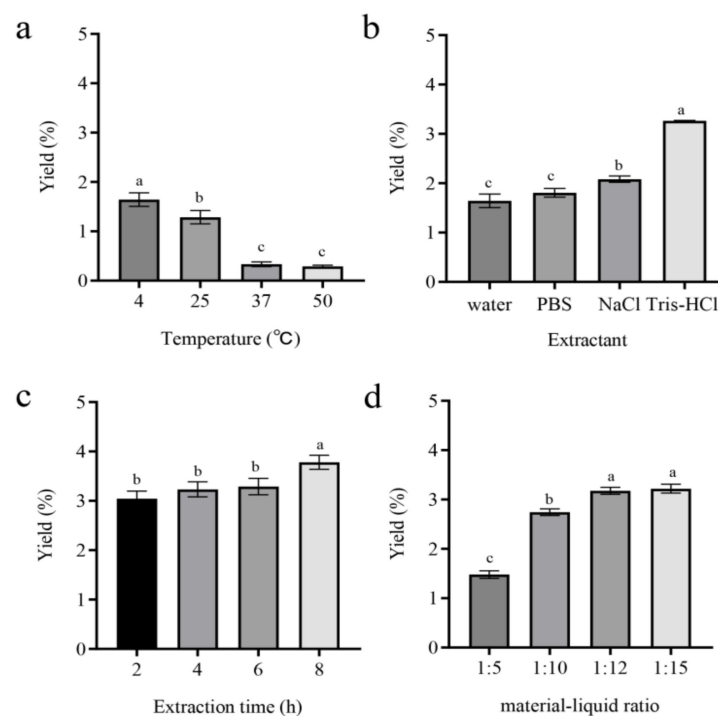 a
5
4
3
2
1
0
Yield (%)
a
b
c
c
4 25 37 50
Temperature (℃)
b
5
4
3
2
1
0
Yield (%)
c
c
b
a
water PBS NaCl Tris-HCl
Extractant
c
5
4
3
2
1
0
Yield (%)
b
b
b
a
2 4 6 8
Extraction time (h)
d
5
4
3
2
1
0
Yield (%)
c
b
a
a
1:5 1:10 1:12 1:15
material-liquid ratio